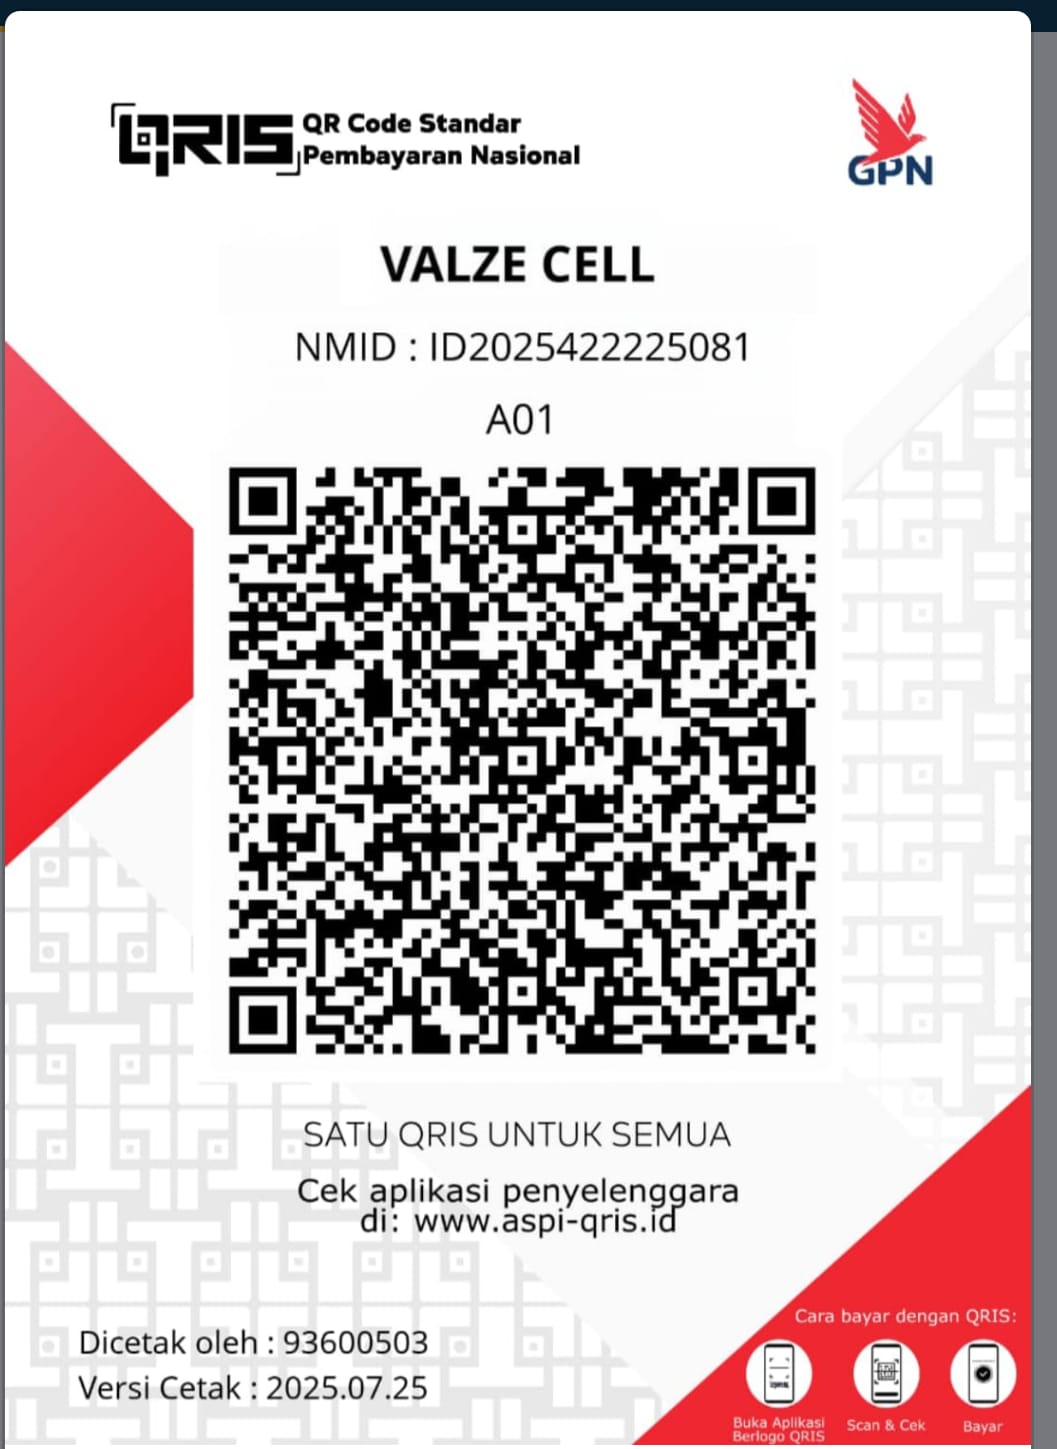 QRIS QR Code Standar
Pembayaran Nasional
GPN
VALZE CELL
NMID : ID2025422225081
A01
SATU QRIS UNTUK SEMUA
Cek aplikasi penyelenggara
di: www.aspi-qris.id
Dicetak oleh : 93600503
Versi Cetak : 2025.07.25
Cara bayar dengan QRIS:
Buka Aplikasi
Berlogo QRIS
Scan & Cek
Bayar